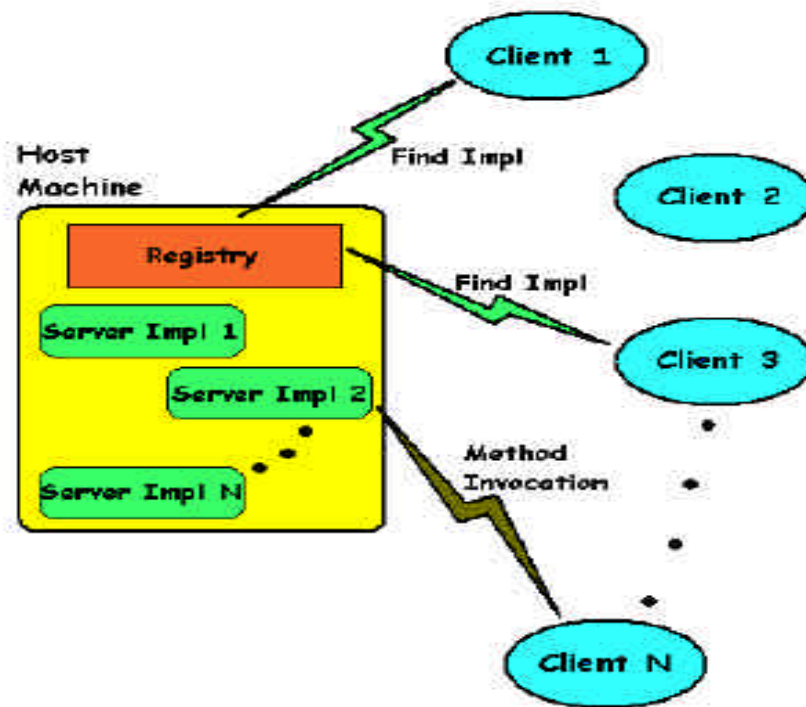 Client 1
Find Impl
Host
Machine
Client 2
Registry
Find Impl
Server Impl 1
Client 3
Server Impl 2
Method
Invocation
Server Impl N
Client N